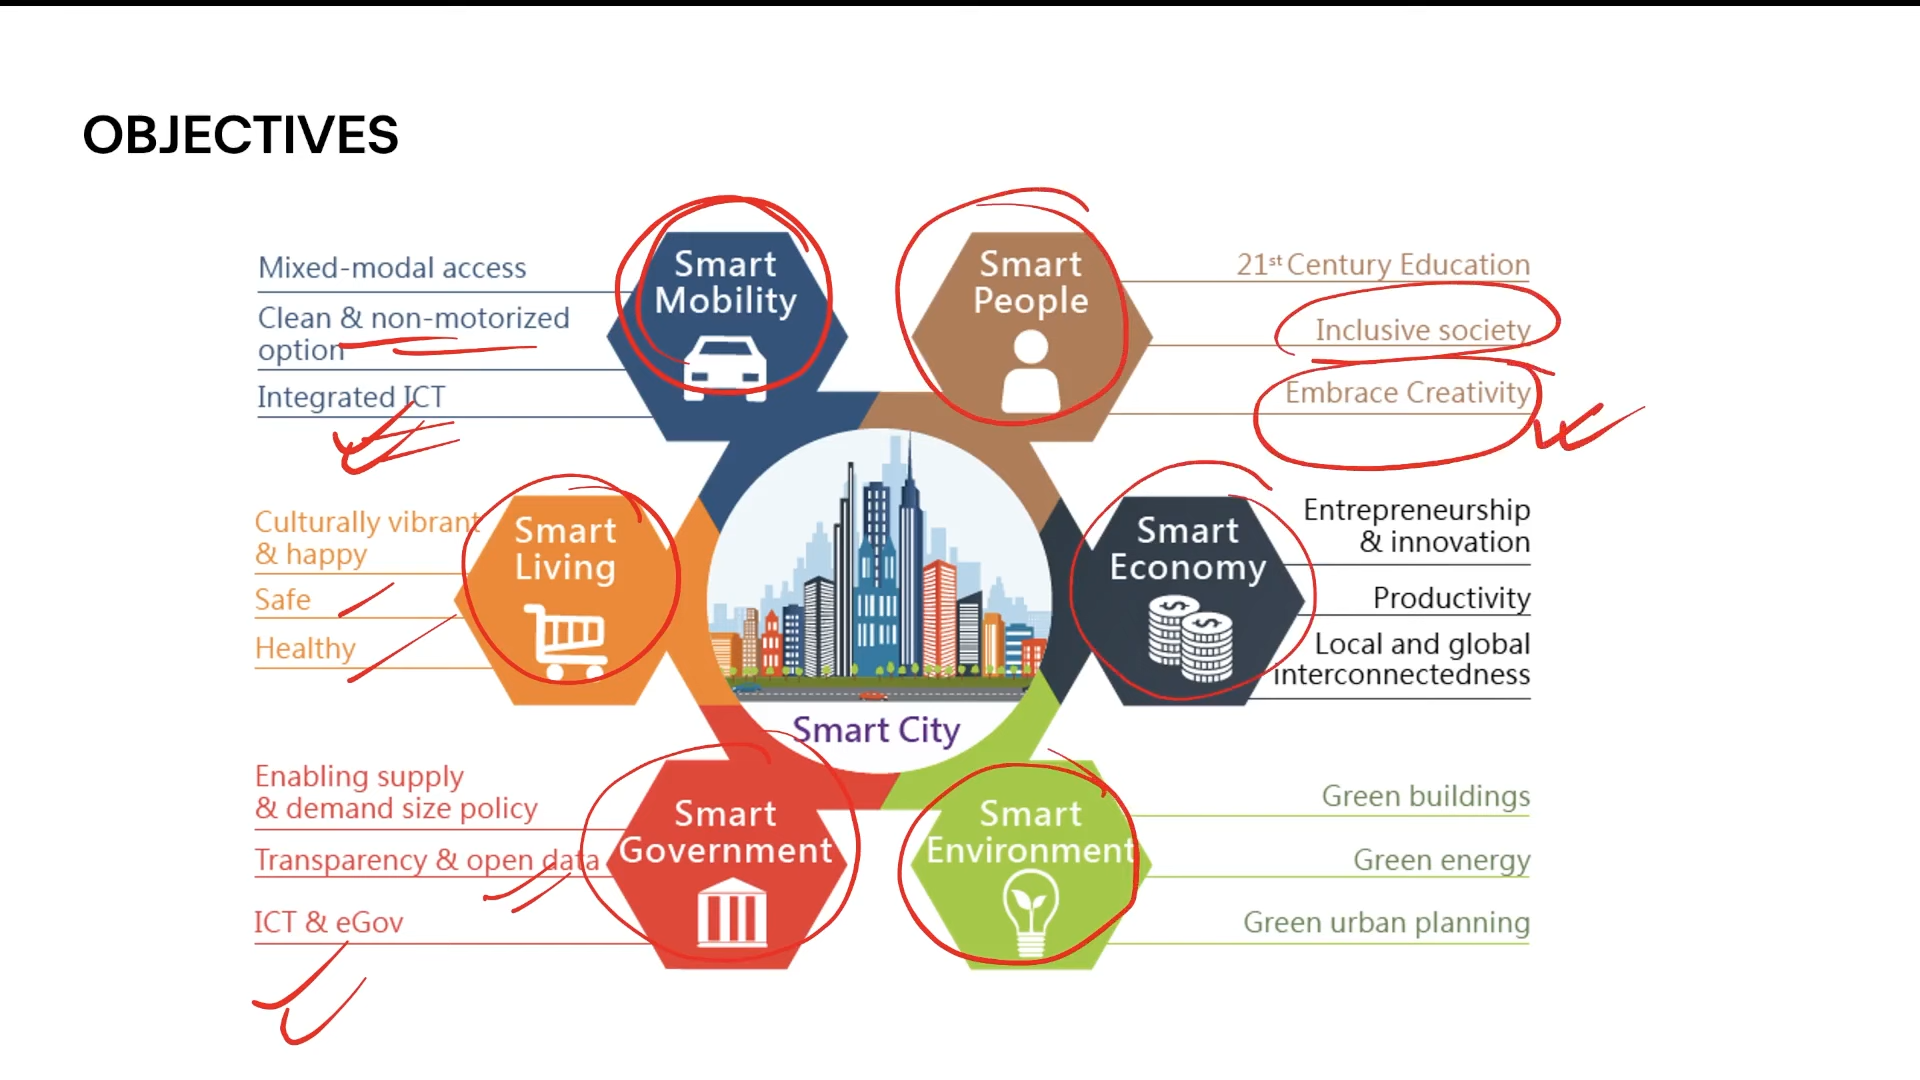 OBJECTIVES
Smart
Mobility
Mixed-modal access
Clean & non-motorized
option
Integrated ICT
Smart
People
21st Century Education
Inclusive society
Embrace Creativity
Smart
Living
Culturally vibrant
& happy
Safe
Healthy
Smart
Economy
Entrepreneurship
& innovation
Productivity
Local and global
interconnectedness
Smart City
Smart
Government
Enabling supply
& demand size policy
Transparency & open data
ICT & eGov
Smart
Environment
Green buildings
Green energy
Green urban planning